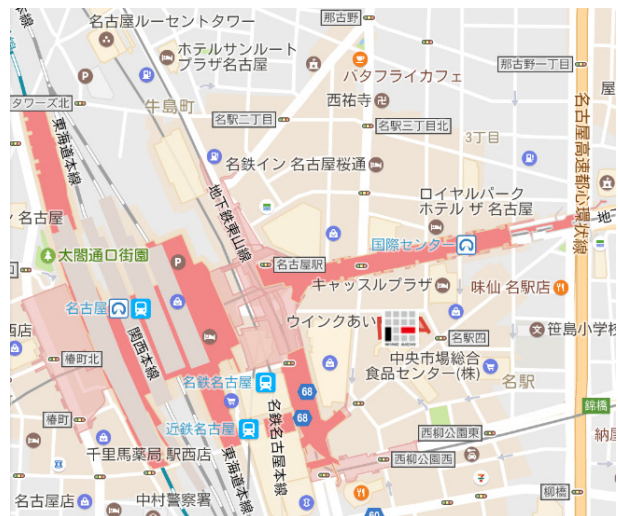 名古屋ルーセントタワー
那古野
ホテルサンルート
プラザ名古屋
バタフライカフェ
那古野一丁目
屋
タワーズ北
牛島町
西祐寺
名駅二丁目
名駅三丁目北
東海道本線
3丁目
名古屋高速都心環状線
名鉄イン 名古屋桜通
ロイヤルパーク
ホテル ザ 名古屋
地下鉄東山線
ン 名古屋
地下
国際センター
太閤通口街園
名古屋駅
キャッスルプラザ
味仙 名駅店
名古屋
ウインクあい
西店
関西本線
名駅四
笹島小学校
椿町北
中央市場総合
食品センター(株)
名駅
名鉄名古屋
68
錦橋
椿町
68
近鉄名古屋
名鉄名古屋本線
西柳公園東
納屋
千里馬薬局 駅西店
東海道本線
西柳公園西
名古屋店
中村警察署
柳橋
60